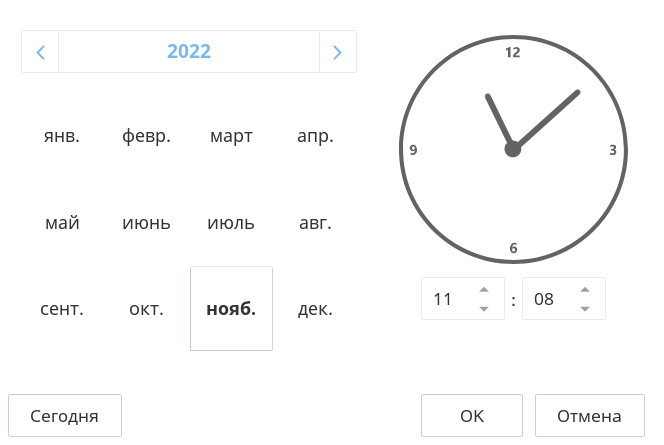 2022
янв. февр. март апр.
май июнь июль авг.
сент. окт. нояб. дек.
12
9 3
6
11 : 08
Сегодня OK Отмена